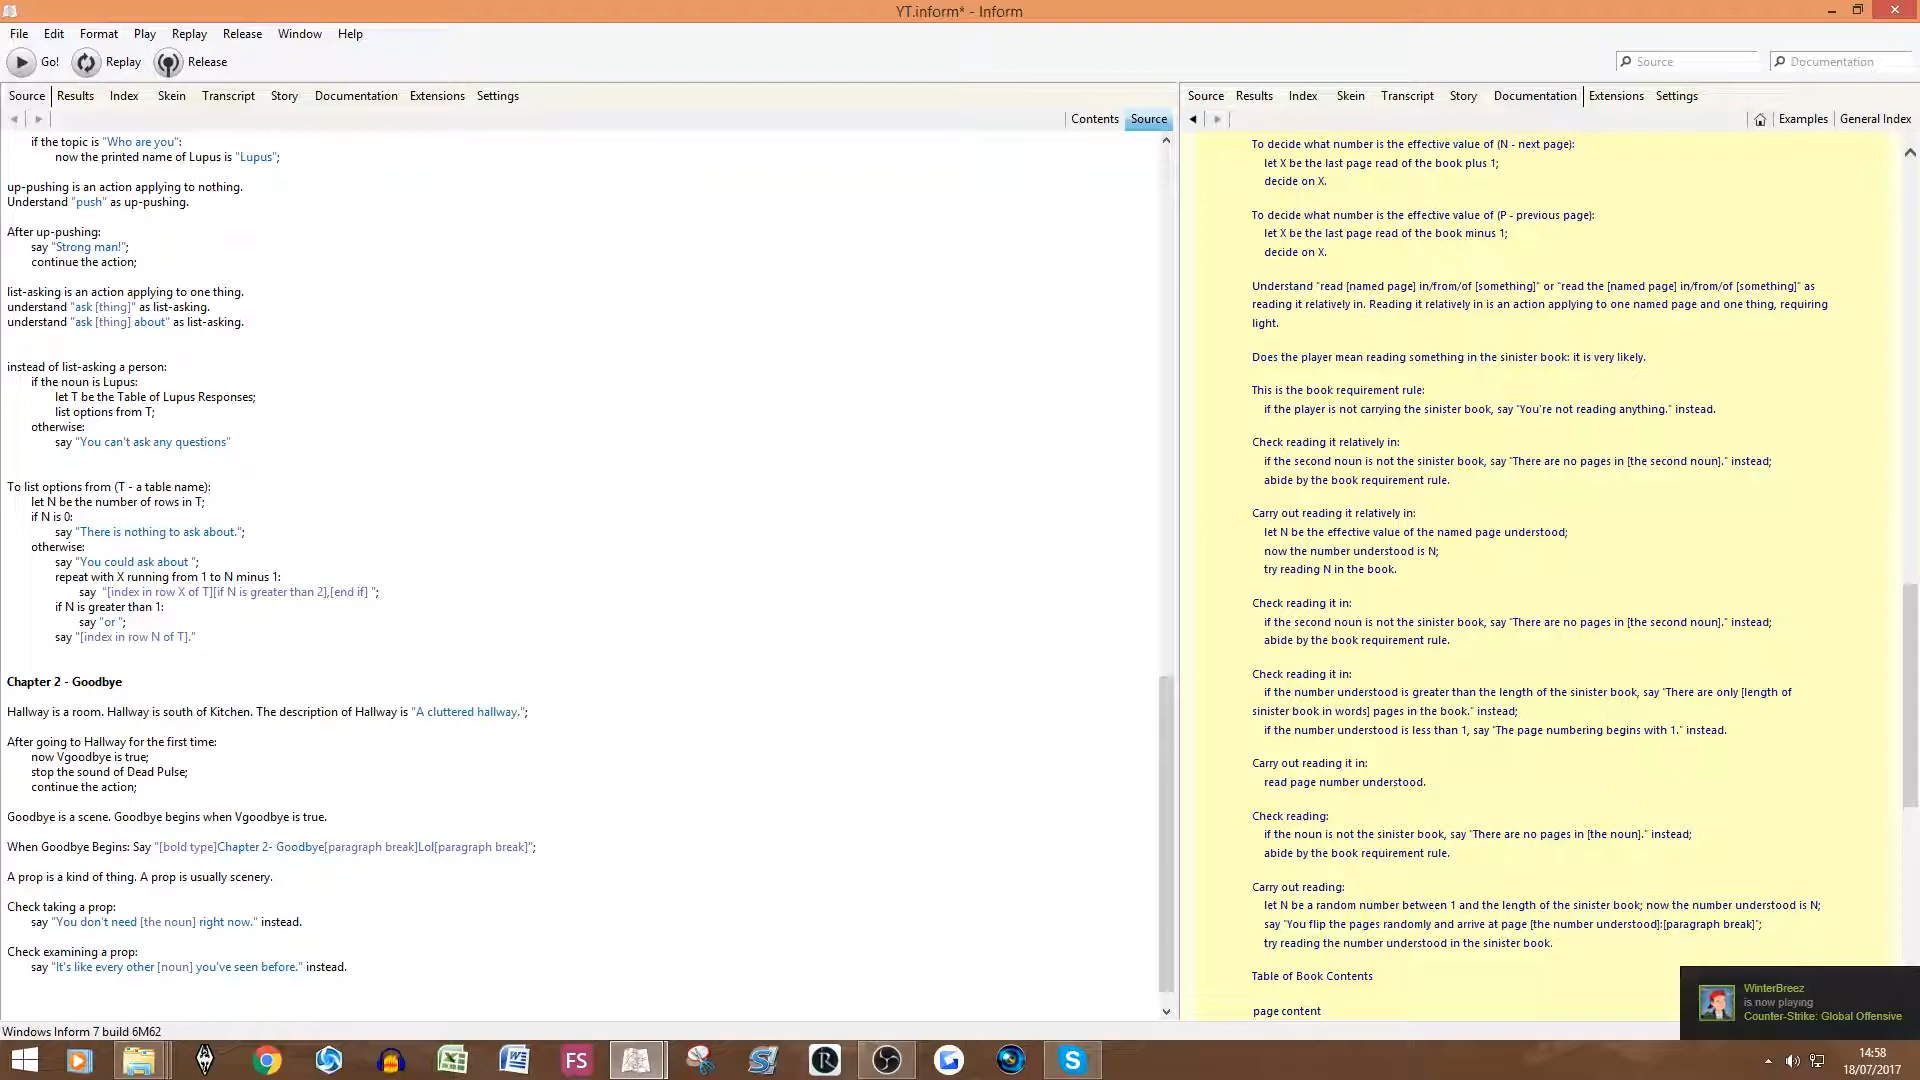 YT.inform* - Inform
File Edit Format Play Replay Release Window Help
Go! Replay Release
Source Documentation
Source Results Index Skein Transcript Story Documentation Extensions Settings
Contents Source
if the topic is "Who are you":
now the printed name of Lupus is "Lupus";
up-pushing is an action applying to nothing.
Understand "push" as up-pushing.
After up-pushing:
say "Strong man!";
continue the action;
list-asking is an action applying to one thing.
understand "ask [thing]" as list-asking.
understand "ask [thing] about" as list-asking.
instead of list-asking a person:
if the noun is Lupus:
let T be the Table of Lupus Responses;
list options from T;
otherwise:
say "You can't ask any questions"
To list options from (T - a table name):
let N be the number of rows in T;
if N is 0:
say "There is nothing to ask about.";
otherwise:
say "You could ask about ";
repeat with X running from 1 to N minus 1:
say "[index in row X of T][if N is greater than 2],[end if] ";
if N is greater than 1:
say "or ";
say "[index in row N of T]."
Chapter 2 - Goodbye
Hallway is a room. Hallway is south of Kitchen. The description of Hallway is "A cluttered hallway.";
After going to Hallway for the first time:
now Vgoodbye is true;
stop the sound of Dead Pulse;
continue the action;
Goodbye is a scene. Goodbye begins when Vgoodbye is true.
When Goodbye Begins: Say "[bold type]Chapter 2- Goodbye[paragraph break]Lol[paragraph break]";
A prop is a kind of thing. A prop is usually scenery.
Check taking a prop:
say "You don't need [the noun] right now." instead.
Check examining a prop:
say "It's like every other [noun] you've seen before." instead.
Source Results Index Skein Transcript Story Documentation Extensions Settings
Examples General Index
To decide what number is the effective value of (N - next page):
let X be the last page read of the book plus 1;
decide on X.
To decide what number is the effective value of (P - previous page):
let X be the last page read of the book minus 1;
decide on X.
Understand "read [named page] in/from/of [something]" or "read the [named page] in/from/of [something]" as
reading it relatively in. Reading it relatively in is an action applying to one named page and one thing, requiring
light.
Does the player mean reading something in the sinister book: it is very likely.
This is the book requirement rule:
if the player is not carrying the sinister book, say "You're not reading anything." instead.
Check reading it relatively in:
if the second noun is not the sinister book, say "There are no pages in [the second noun]." instead;
abide by the book requirement rule.
Carry out reading it relatively in:
let N be the effective value of the named page understood;
now the number understood is N;
try reading N in the book.
Check reading it in:
if the second noun is not the sinister book, say "There are no pages in [the second noun]." instead;
abide by the book requirement rule.
Check reading it in:
if the number understood is greater than the length of the sinister book, say "There are only [length of
sinister book in words] pages in the book." instead;
if the number understood is less than 1, say "The page numbering begins with 1." instead.
Carry out reading it in:
read page number understood.
Check reading:
if the noun is not the sinister book, say "There are no pages in [the noun]." instead;
abide by the book requirement rule.
Carry out reading:
let N be a random number between 1 and the length of the sinister book; now the number understood is N;
say "You flip the pages randomly and arrive at page [the number understood]:[paragraph break]";
try reading the number understood in the sinister book.
Table of Book Contents
page content
WinterBreez
is now playing
Counter-Strike: Global Offensive
Windows Inform 7 build 6M62
FS
14:58
18/07/2017